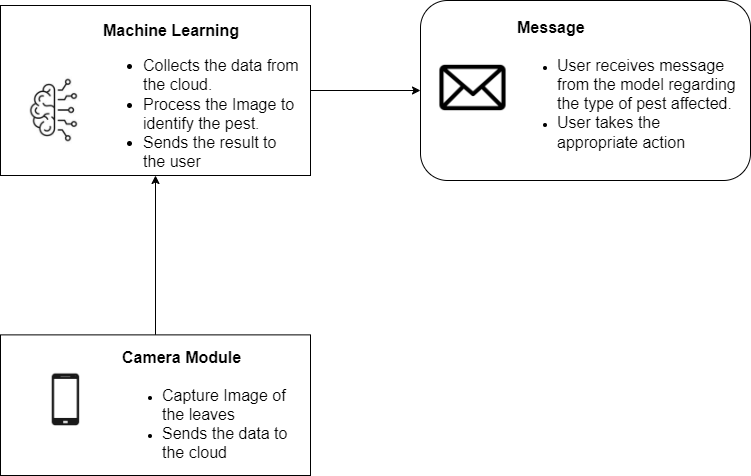 Machine Learning
• Collects the data from
the cloud.
• Process the Image to
identify the pest.
• Sends the result to
the user
Message
• User receives message
from the model regarding
the type of pest affected.
• User takes the
appropriate action
Camera Module
• Capture Image of
the leaves
• Sends the data to
the cloud